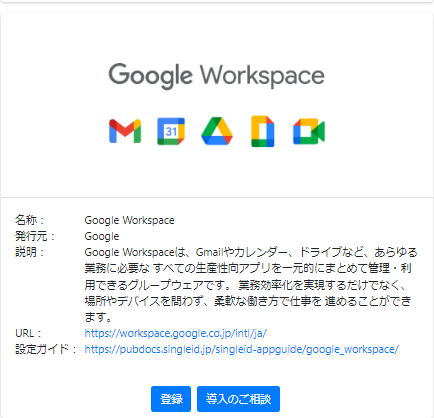 Google Workspace
31
名称： Google Workspace
発行元： Google
説明： Google Workspaceは、Gmailやカレンダー、ドライブなど、あらゆる
業務に必要な すべての生産性向アプリを一元的にまとめて管理・利
用できるグループウェアです。 業務効率化を実現するだけでなく、
場所やデバイスを問わず、柔軟な働き方で仕事を 進めることができ
ます。
URL： https://workspace.google.co.jp/intl/ja/
設定ガイド： https://pubdocs.singleid.jp/singleid-appguide/google_workspace/
登録 導入のご相談